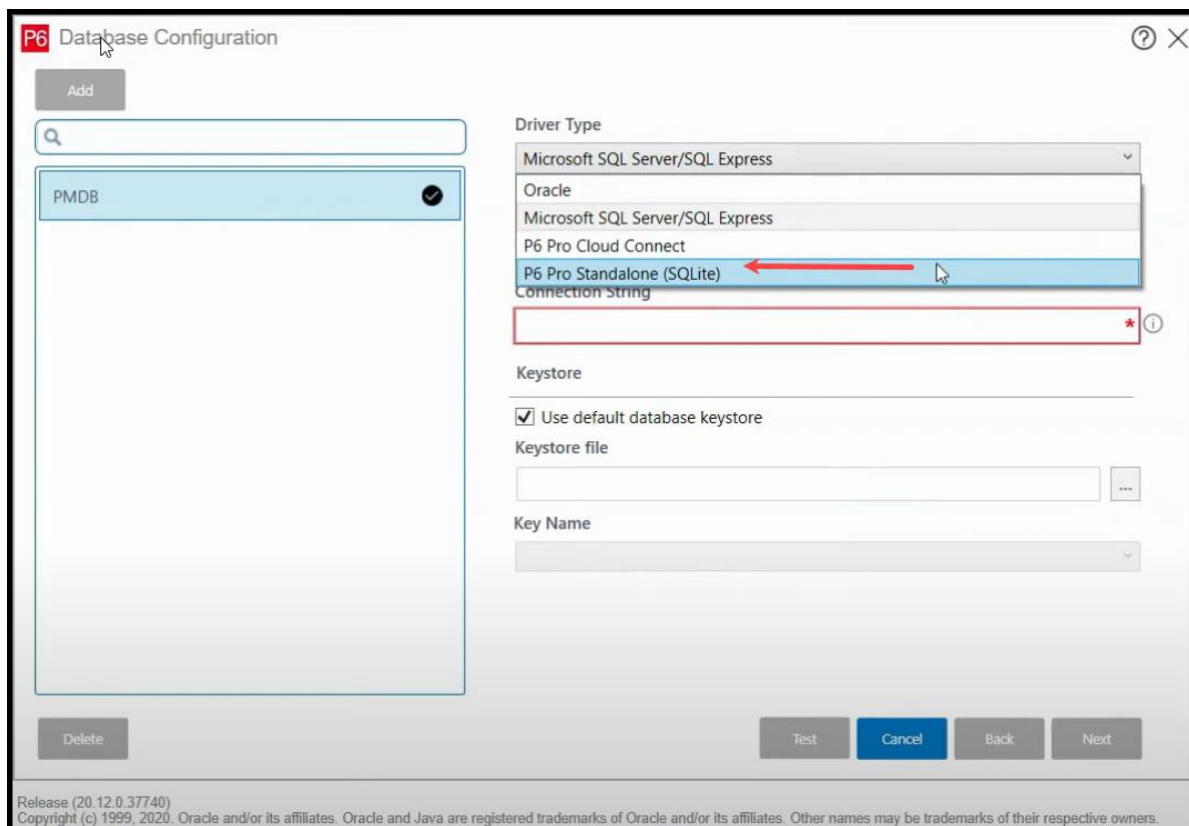 P6 Database Configuration
Add
Driver Type
Microsoft SQL Server/SQL Express
PMDB
Oracle
Microsoft SQL Server/SQL Express
P6 Pro Cloud Connect
P6 Pro Standalone (SQLite)
Connection String
*
Keystore
Use default database keystore
Keystore file
...
Key Name
Delete
Test
Cancel
Back
Next
Release (20.12.0.37740)
Copyright (c) 1999, 2020. Oracle and/or its affiliates. Oracle and Java are registered trademarks of Oracle and/or its affiliates. Other names may be trademarks of their respective owners.